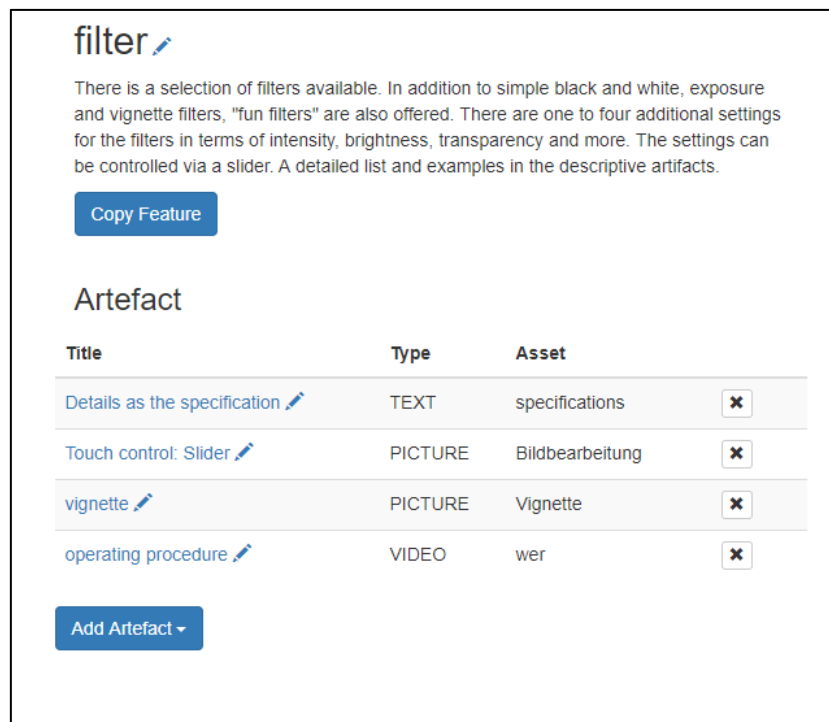 filter
There is a selection of filters available. In addition to simple black and white, exposure
and vignette filters, "fun filters" are also offered. There are one to four additional settings
for the filters in terms of intensity, brightness, transparency and more. The settings can
be controlled via a slider. A detailed list and examples in the descriptive artifacts.
Copy Feature
Artefact
Title Type Asset
Details as the specification TEXT specifications
Touch control: Slider PICTURE Bildbearbeitung
vignette PICTURE Vignette
operating procedure VIDEO wer
Add Artefact